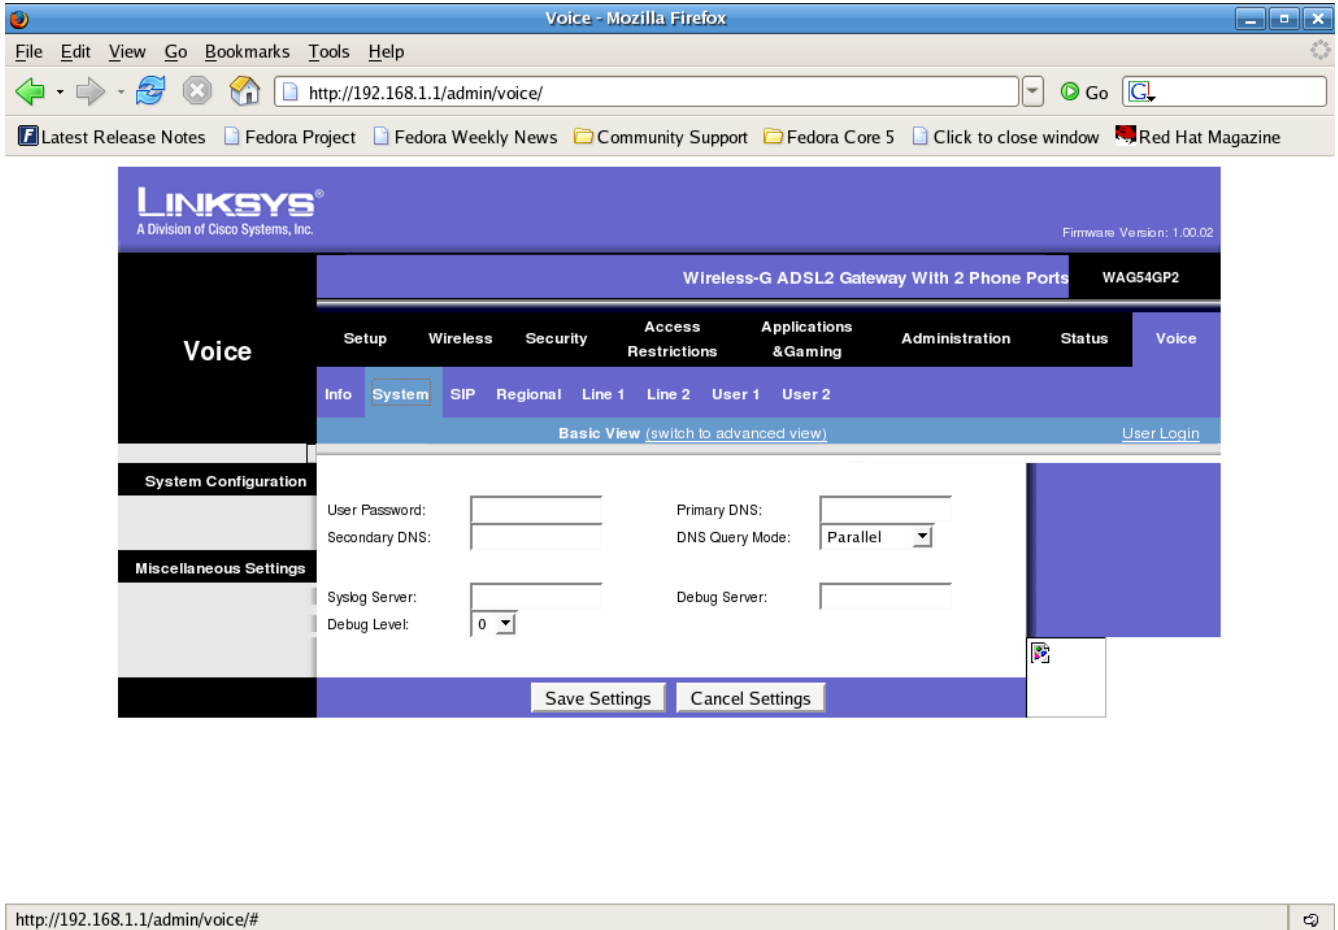 Voice - Mozilla Firefox
File Edit View Go Bookmarks Tools Help
http://192.168.1.1/admin/voice/ Go G
Latest Release Notes Fedora Project Fedora Weekly News Community Support Fedora Core 5 Click to close window Red Hat Magazine
LINKSYS®
A Division of Cisco Systems, Inc.
Firmware Version: 1.00.02
Wireless-G ADSL2 Gateway With 2 Phone Ports WAG54GP2
Voice
Setup Wireless Security Access Restrictions Applications &Gaming Administration Status Voice
Info System SIP Regional Line 1 Line 2 User 1 User 2
Basic View (switch to advanced view) User Login
System Configuration
User Password: Primary DNS:
Secondary DNS: DNS Query Mode: Parallel
Miscellaneous Settings
Syslog Server: Debug Server:
Debug Level: 0
Save Settings Cancel Settings
http://192.168.1.1/admin/voice/#